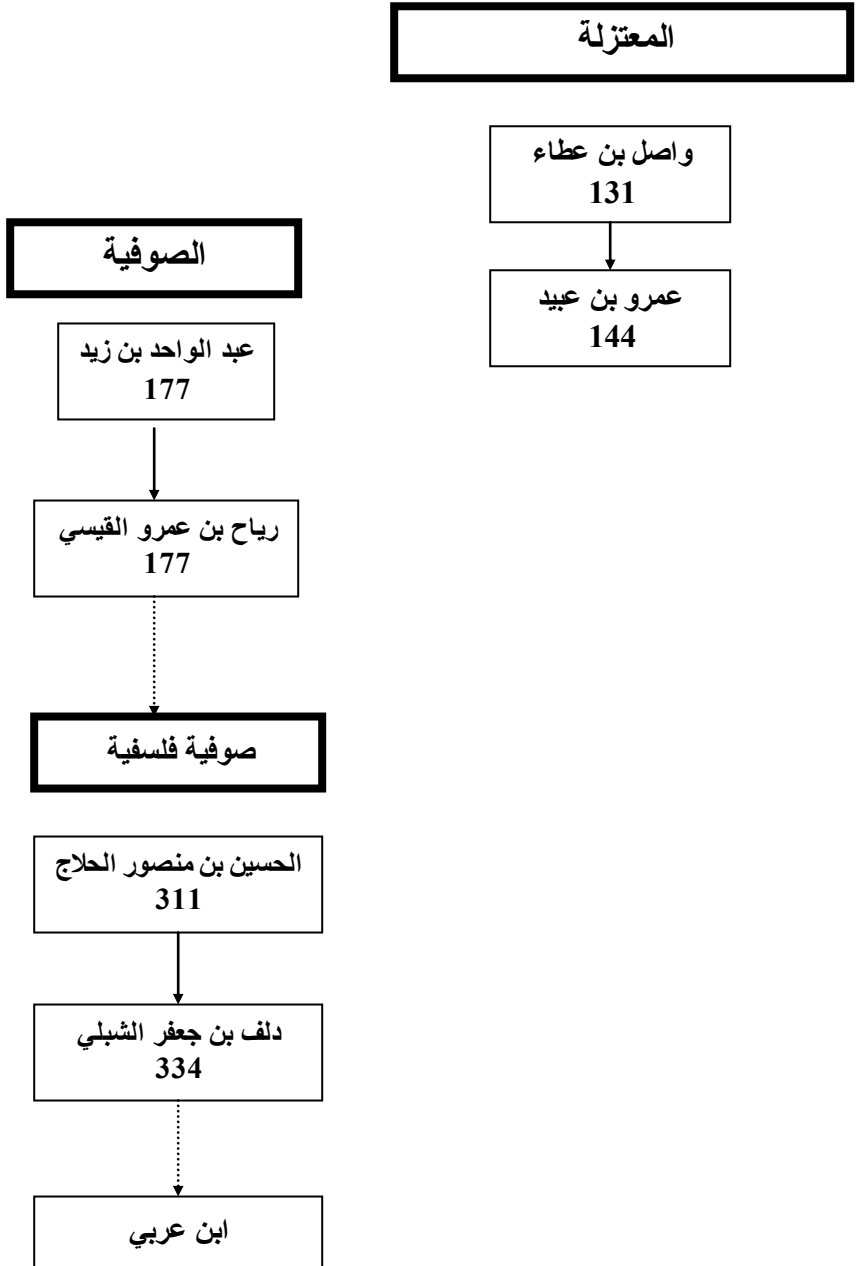 المعتزلة
واصل بن عطاء
131
عمرو بن عبيد
144
الصوفية
عبد الواحد بن زيد
177
رياح بن عمرو القيسي
177
صوفية فلسفية
الحسين بن منصور الحلاج
311
دلف بن جعفر الشبلي
334
ابن عربي